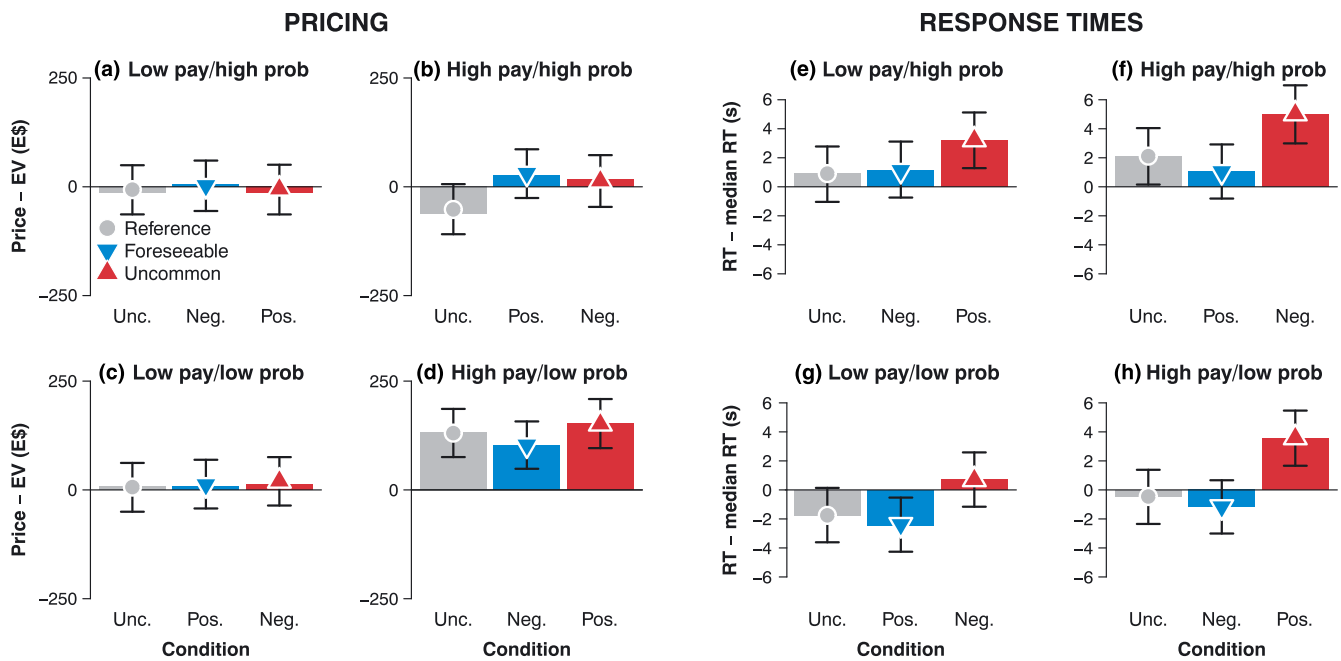 PRICING
RESPONSE TIMES
(a) Low pay/high prob
(b) High pay/high prob
(e) Low pay/high prob
(f) High pay/high prob
Price – EV (E$)
250
0
–250
Reference
Foreseeable
Uncommon
Unc. Neg. Pos.
250
0
–250
Unc. Pos. Neg.
RT – median RT (s)
6
4
2
0
–2
–4
–6
Unc. Neg. Pos.
6
4
2
0
–2
–4
–6
Unc. Pos. Neg.
(c) Low pay/low prob
(d) High pay/low prob
(g) Low pay/low prob
(h) High pay/low prob
Price – EV (E$)
250
0
–250
Unc. Pos. Neg.
Condition
250
0
–250
Unc. Neg. Pos.
Condition
RT – median RT (s)
6
4
2
0
–2
–4
–6
Unc. Pos. Neg.
Condition
6
4
2
0
–2
–4
–6
Unc. Neg. Pos.
Condition